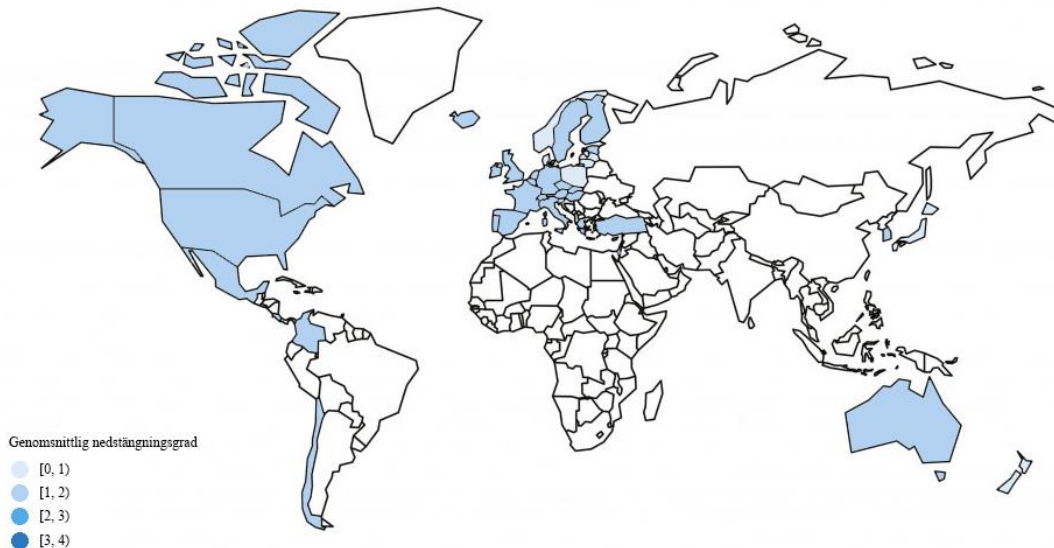 Genomsnittlig nedstängningsgrad
[0, 1)
[1, 2)
[2, 3)
[3, 4)